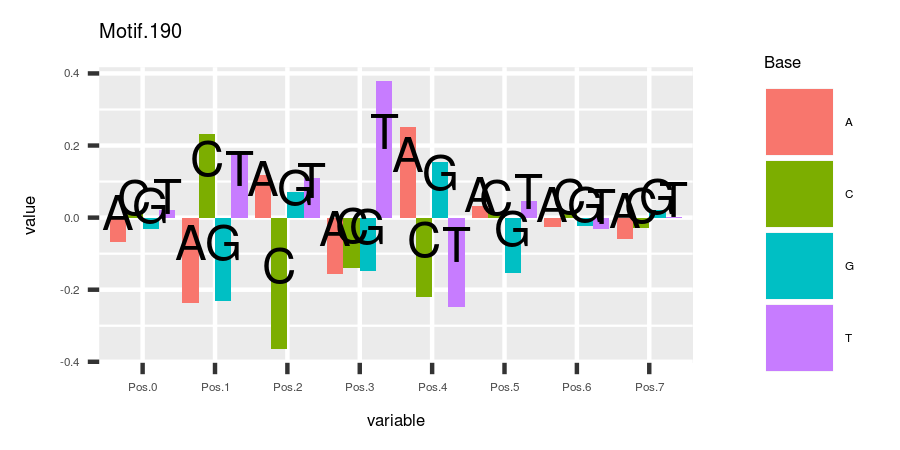 Motif.190
Base
0.4
0.2
0.0
-0.2
-0.4
value
A C G T A C G T A C G T A C G T A C G T A C G T A C G T A C G T
Pos.0 Pos.1 Pos.2 Pos.3 Pos.4 Pos.5 Pos.6 Pos.7
variable
A
C
G
T